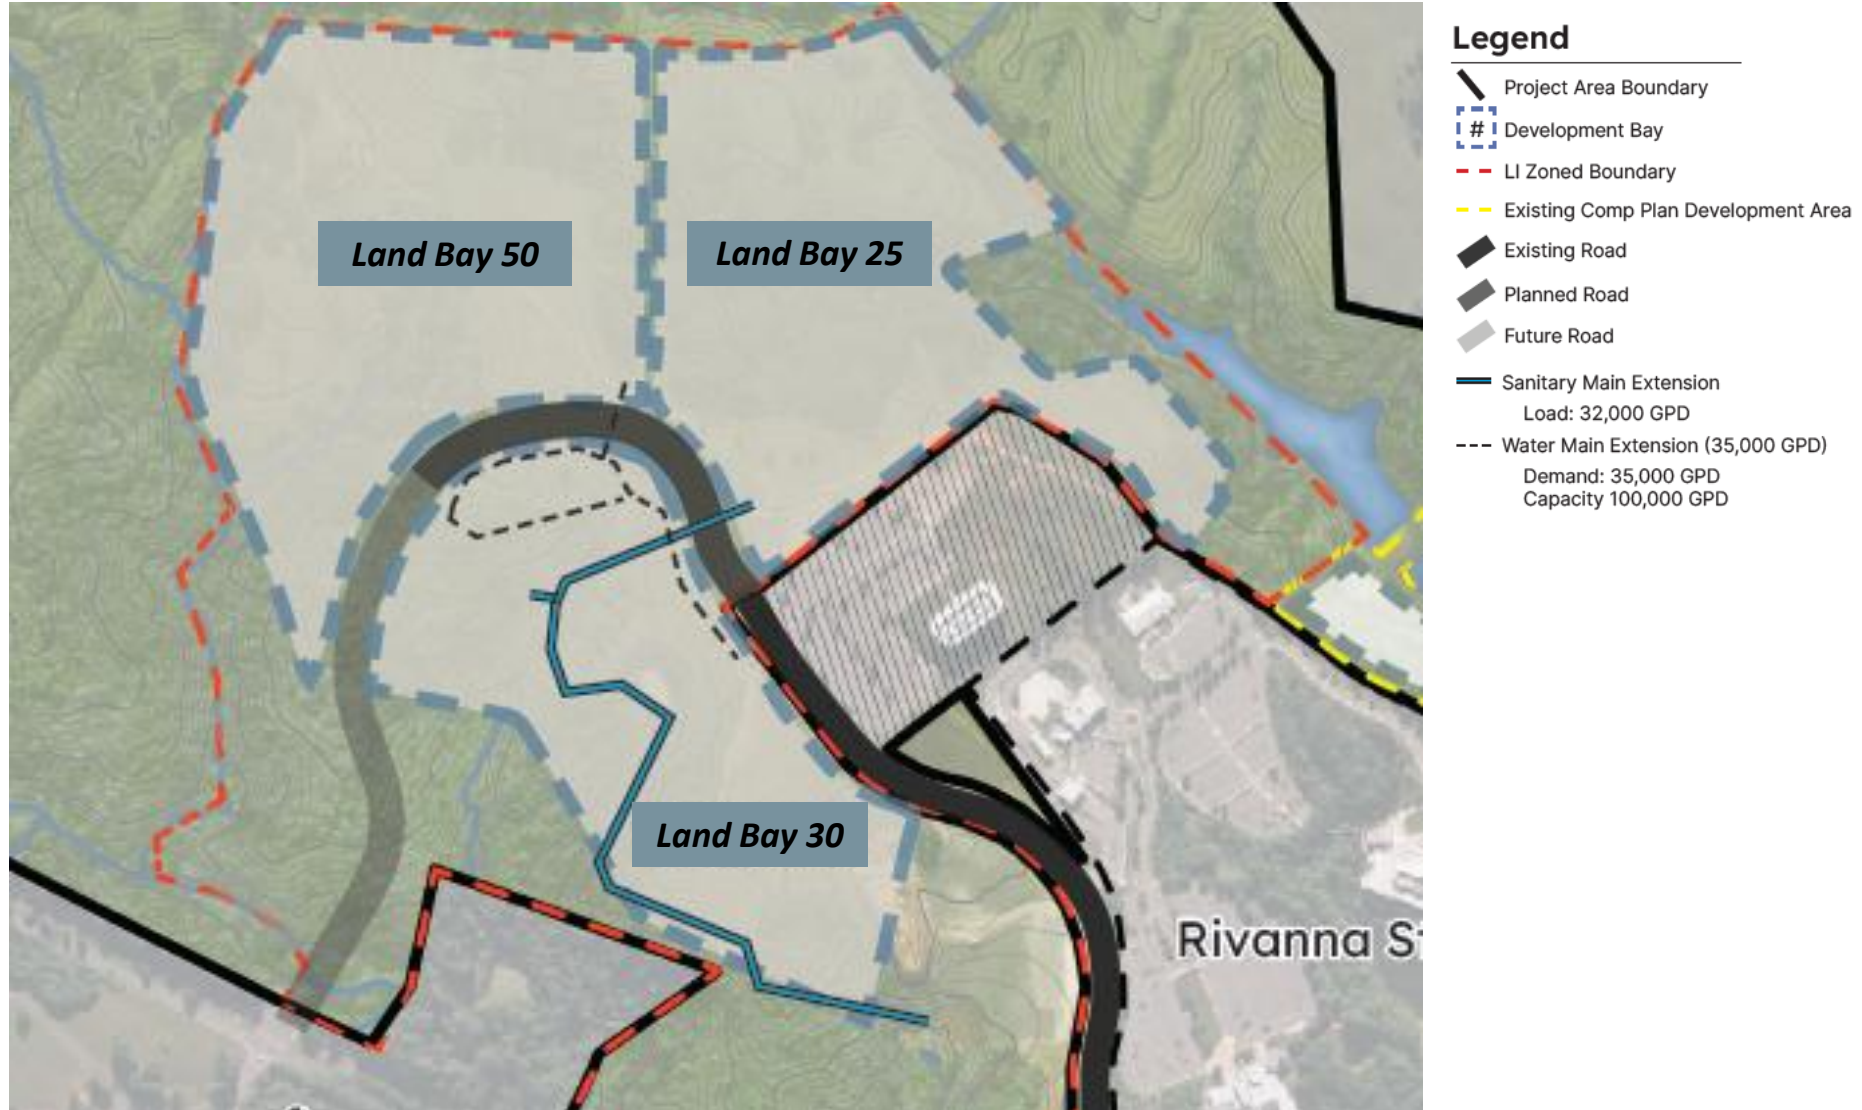 Land Bay 50
Land Bay 25
Land Bay 30
Rivanna
Legend
Project Area Boundary
# Development Bay
LI Zoned Boundary
Existing Comp Plan Development Area
Existing Road
Planned Road
Future Road
Sanitary Main Extension
Load: 32,000 GPD
Water Main Extension (35,000 GPD)
Demand: 35,000 GPD
Capacity 100,000 GPD